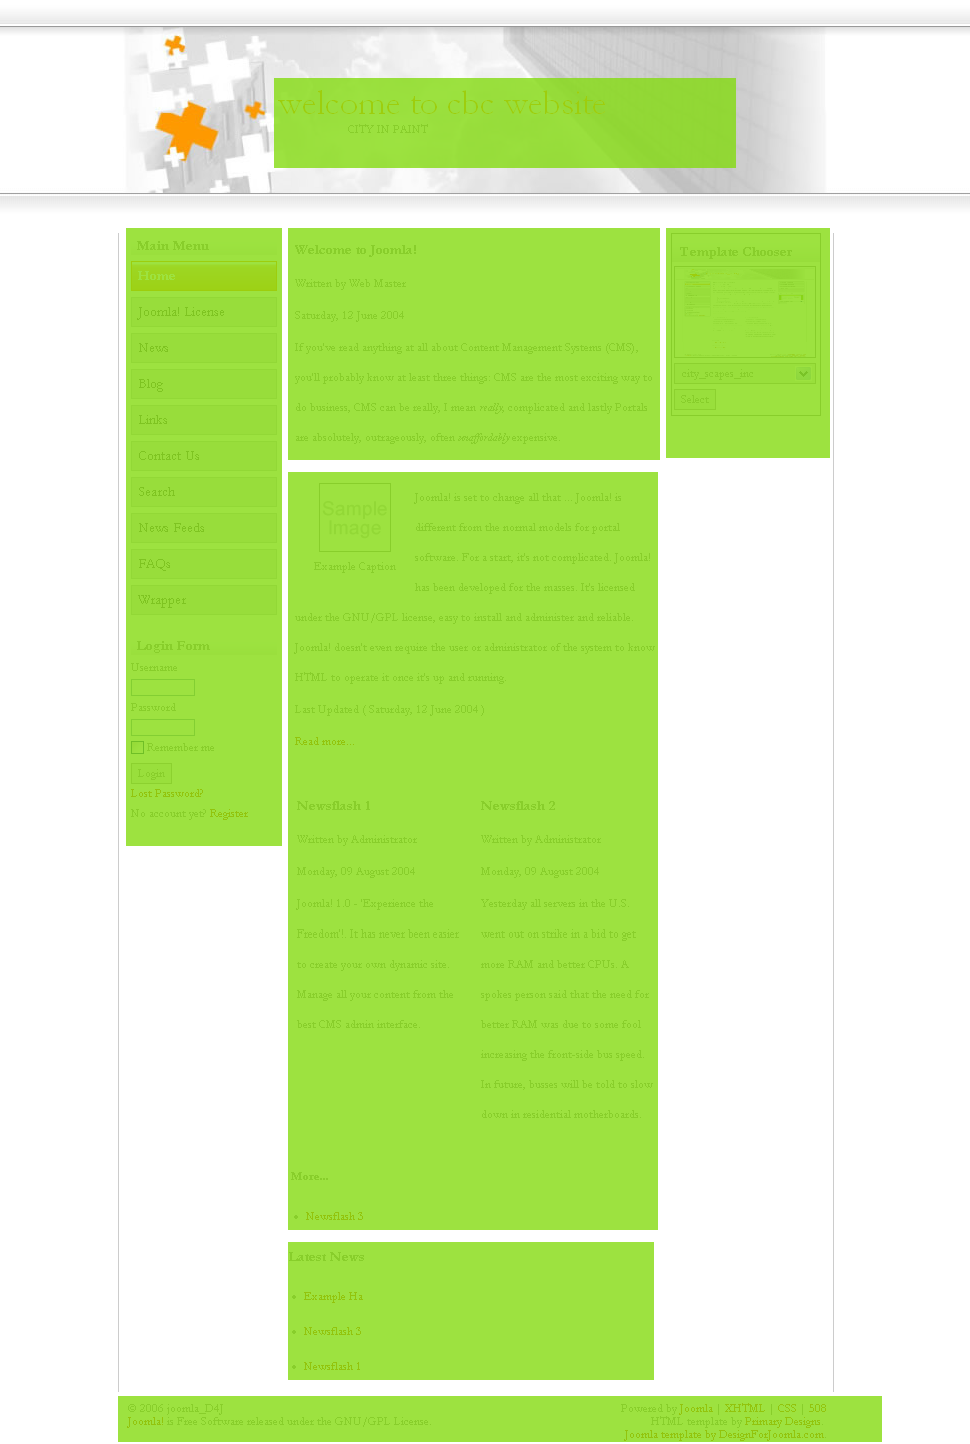 welcome to cbc website
CITY IN PAINT
Main Menu
Home
Joomla! License
News
Blog
Links
Contact Us
Search
News Feeds
FAQs
Wrapper
Login Form
Username
Password
Remember me
Login
Lost Password?
No account yet? Register
Welcome to Joomla!
Written by Web Master
Saturday, 12 June 2004
If you've read anything at all about Content Management Systems (CMS),
you'll probably know at least three things: CMS are the most exciting way to
do business, CMS can be really, I mean really, complicated and lastly Portals
are absolutely, outrageously, often unaffordably expensive.
Sample
Image
Example Caption
Joomla! is set to change all that ... Joomla! is
different from the normal models for portal
software. For a start, it's not complicated. Joomla!
has been developed for the masses. It's licensed
under the GNU/GPL license, easy to install and administer and reliable.
Joomla! doesn't even require the user or administrator of the system to know
HTML to operate it once it's up and running.
Last Updated ( Saturday, 12 June 2004 )
Read more...
Newsflash 1
Written by Administrator
Monday, 09 August 2004
Joomla! 1.0 - 'Experience the
Freedom'!. It has never been easier
to create your own dynamic site.
Manage all your content from the
best CMS admin interface.
Newsflash 2
Written by Administrator
Monday, 09 August 2004
Yesterday all servers in the U.S.
went out on strike in a bid to get
more RAM and better CPUs. A
spokes person said that the need for
better RAM was due to some fool
increasing the front-side bus speed.
In future, busses will be told to slow
down in residential motherboards.
More...
Newsflash 3
Latest News
Example Ha
Newsflash 3
Newsflash 1
Template Chooser
city_scapes_inc
Select
© 2006 joomla_D4J
Joomla! is Free Software released under the GNU/GPL License.
Powered by Joomla | XHTML | CSS | 508
HTML template by Primary Designs.
Joomla template by DesignForJoomla.com.